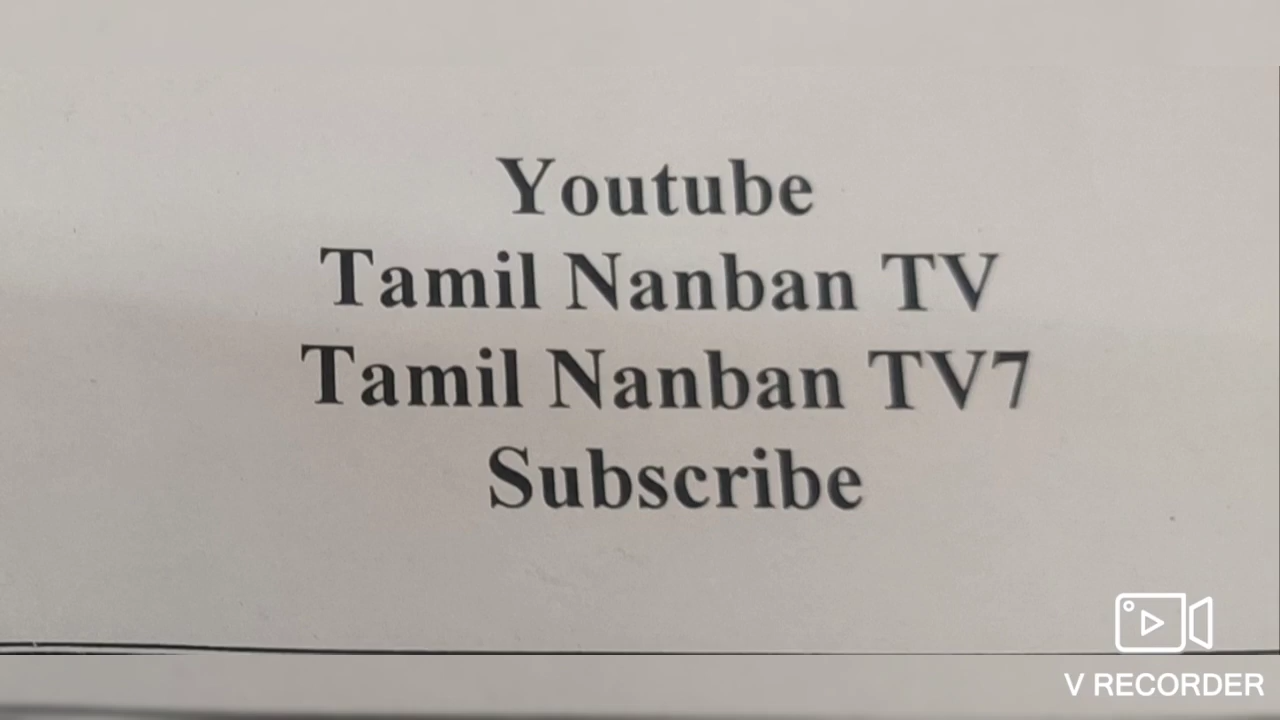 Youtube
Tamil Nanban TV
Tamil Nanban TV7
Subscribe
V RECORDER